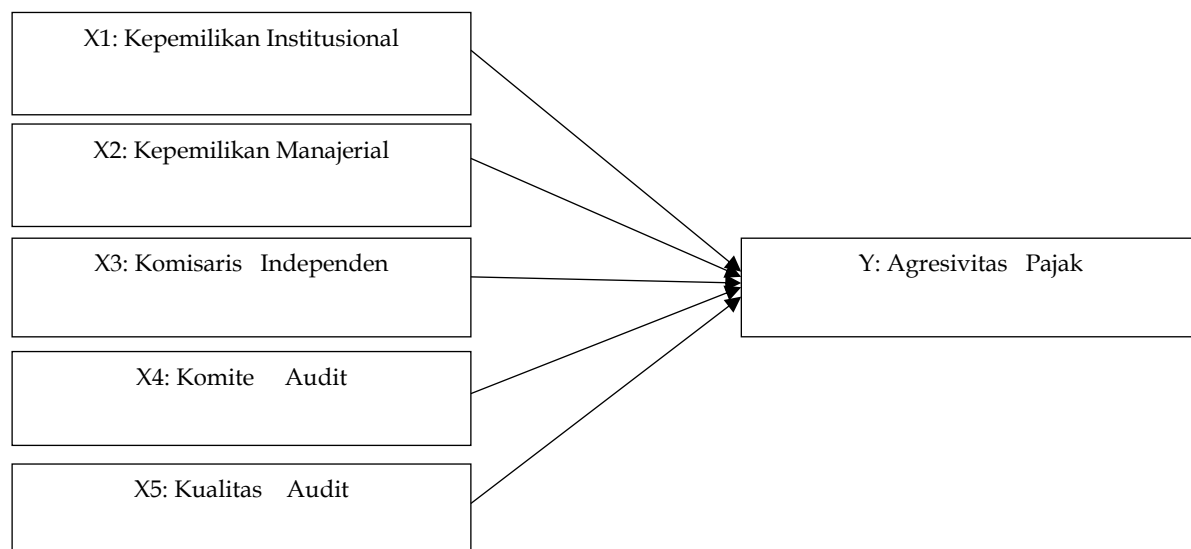 X1: Kepemilikan Institusional
X2: Kepemilikan Manajerial
X3: Komisaris Independen
Y: Agresivitas Pajak
X4: Komite Audit
X5: Kualitas Audit